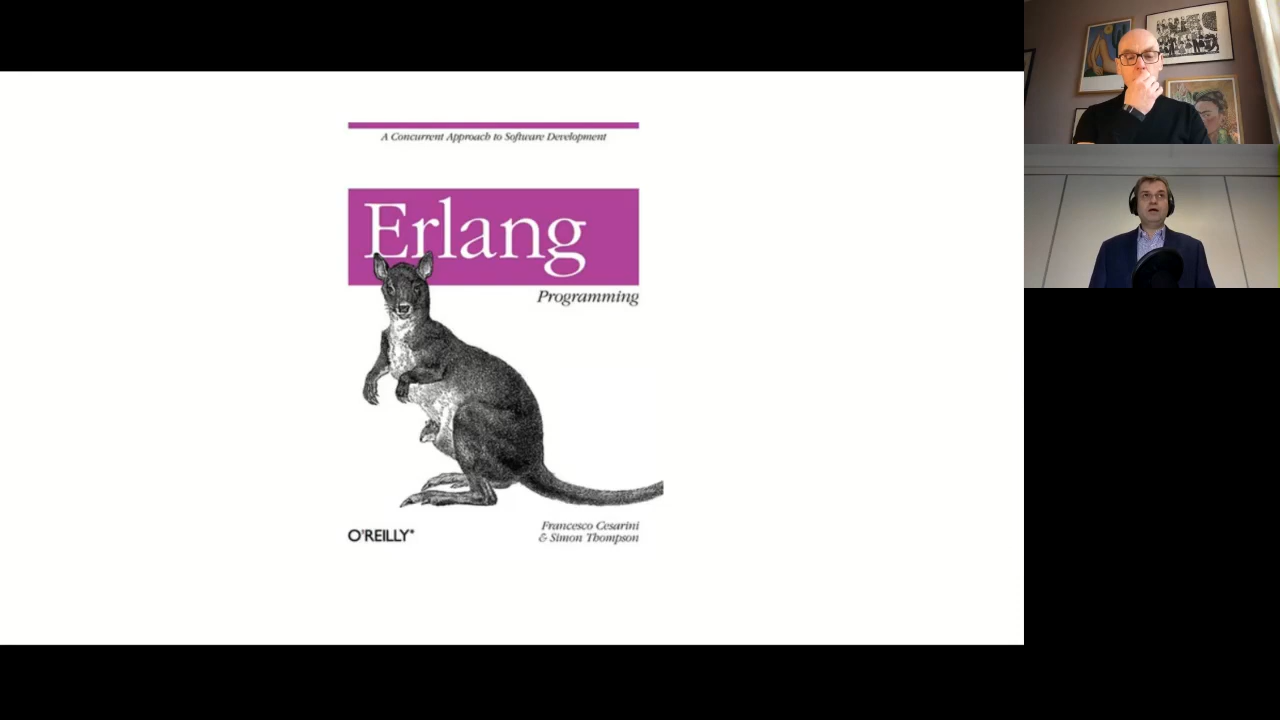 A Concurrent Approach to Software Development
Erlang
Programming
O'REILLY®
Francesco Cesarini
& Simon Thompson